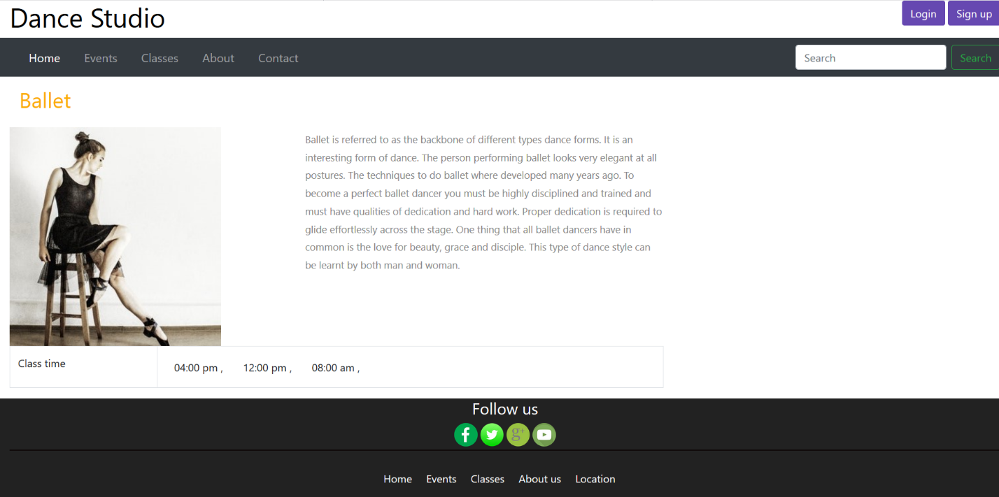 Dance Studio
Login Sign up
Home Events Classes About Contact Search Search
Ballet
Ballet is referred to as the backbone of different types dance forms. It is an
interesting form of dance. The person performing ballet looks very elegant at all
postures. The techniques to do ballet where developed many years ago. To
become a perfect ballet dancer you must be highly disciplined and trained and
must have qualities of dedication and hard work. Proper dedication is required to
glide effortlessly across the stage. One thing that all ballet dancers have in
common is the love for beauty, grace and disciple. This type of dance style can
be learnt by both man and woman.
Class time 04:00 pm , 12:00 pm , 08:00 am ,
Follow us
f g+
Home Events Classes About us Location